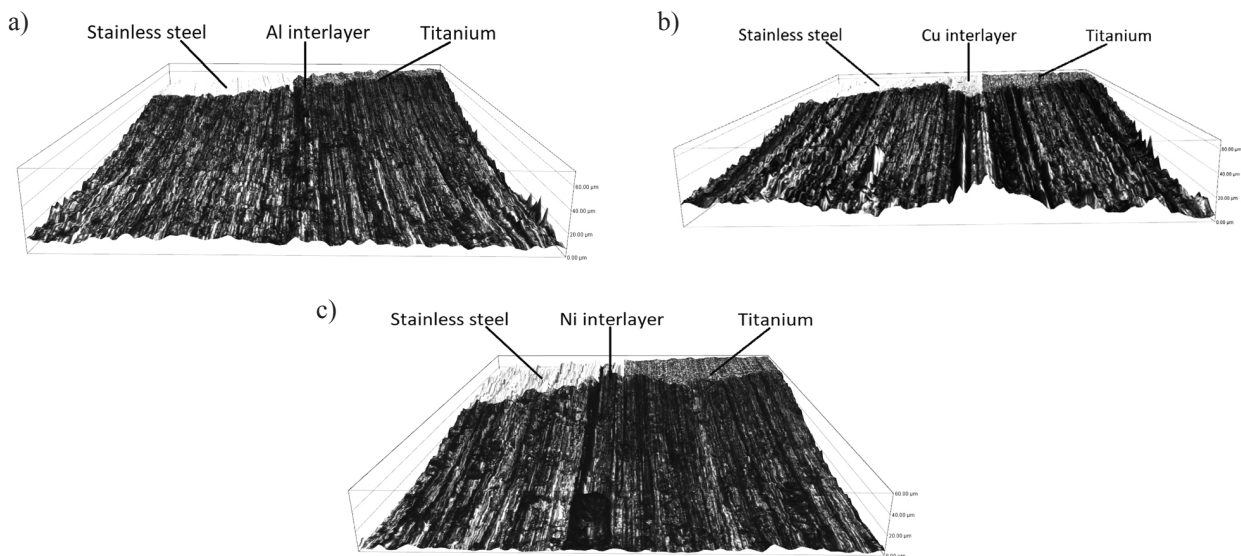 a)
Stainless steel
Al interlayer
Titanium
60.00 µm
40.00 µm
20.00 µm
0.00 µm
b)
Stainless steel
Cu interlayer
Titanium
60.00 µm
40.00 µm
20.00 µm
0.00 µm
c)
Stainless steel
Ni interlayer
Titanium
60.00 µm
40.00 µm
20.00 µm